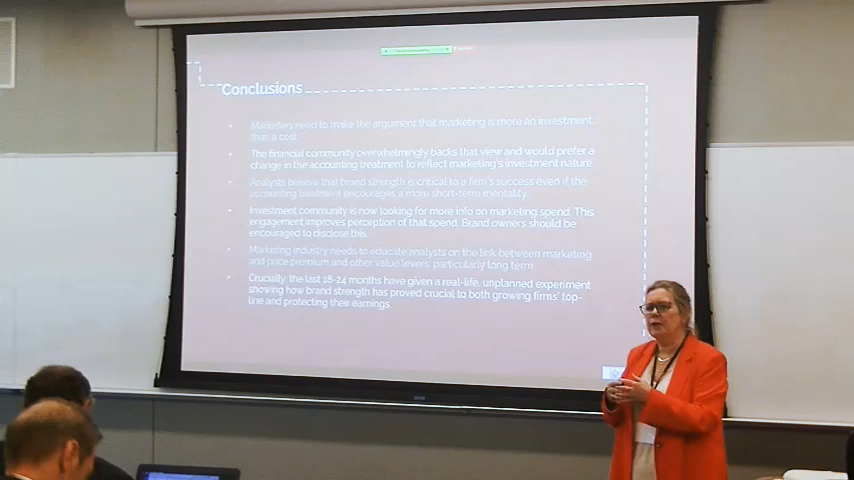 Conclusions
• Marketers need to make the argument that marketing is more an investment
than a cost.
• The financial community overwhelmingly backs that view and would prefer a
change in the accounting treatment to reflect marketing's investment nature.
• Analysts believe that brand strength is critical to a firm's success even if the
accounting treatment encourages a more short-term mentality.
• Investment community is now looking for more info on marketing spend. This
engagement improves perception of that spend. Brand owners should be
encouraged to disclose this.
• Marketing industry needs to educate analysts on the link between marketing
and price premium and other value levers, particularly long term
• Crucially, the last 18-24 months have given a real-life, unplanned experiment
showing how brand strength has proved crucial to both growing firms' top-
line and protecting their earnings.